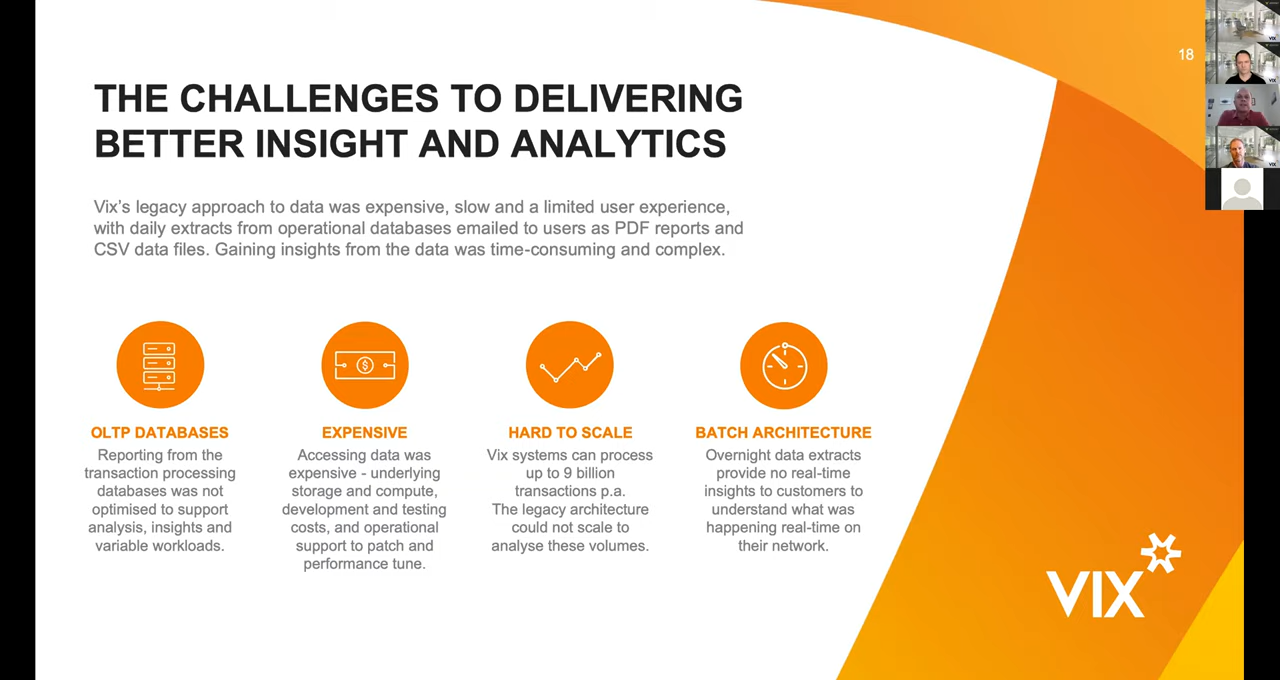 18
THE CHALLENGES TO DELIVERING
BETTER INSIGHT AND ANALYTICS
Vix's legacy approach to data was expensive, slow and a limited user experience,
with daily extracts from operational databases emailed to users as PDF reports and
CSV data files. Gaining insights from the data was time-consuming and complex.
OLTP DATABASES
Reporting from the
transaction processing
databases was not
optimised to support
analysis, insights and
variable workloads.
$
EXPENSIVE
Accessing data was
expensive - underlying
storage and compute,
development and testing
costs, and operational
support to patch and
performance tune.
HARD TO SCALE
Vix systems can process
up to 9 billion
transactions p.a.
The legacy architecture
could not scale to
analyse these volumes.
BATCH ARCHITECTURE
Overnight data extracts
provide no real-time
insights to customers to
understand what was
happening real-time on
their network.
VIX
VIX
VIX
VIX